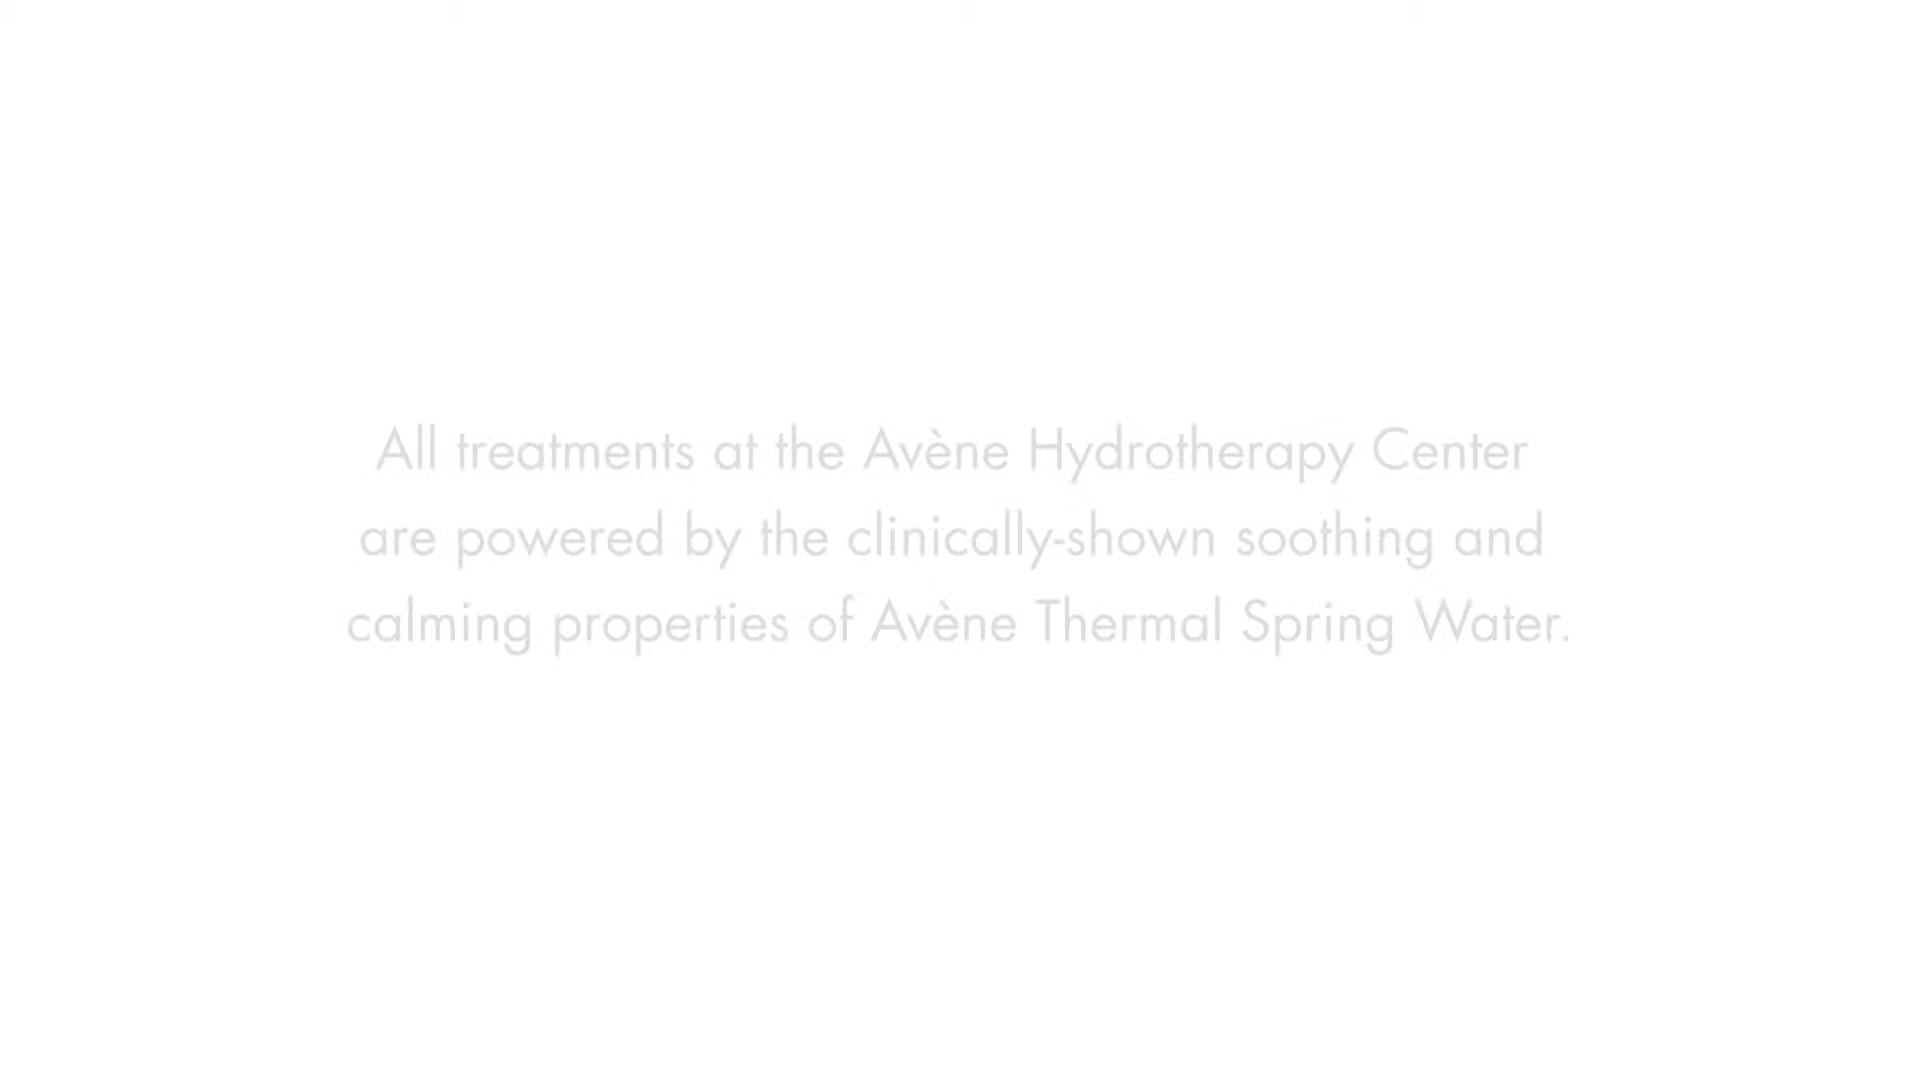 All treatments at the Avène Hydrotherapy Center
are powered by the clinically-shown soothing and
calming properties of Avène Thermal Spring Water.